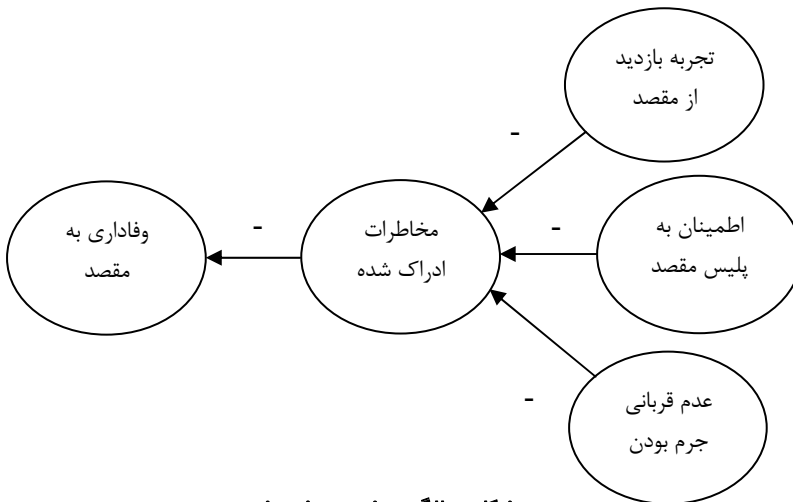 تجربه بازدید
از مقصد
-
اطمینان به
پلیس مقصد
-
مخاطرات
ادراک شده
-
وفاداری به
مقصد
عدم قربانی
جرم بودن
-